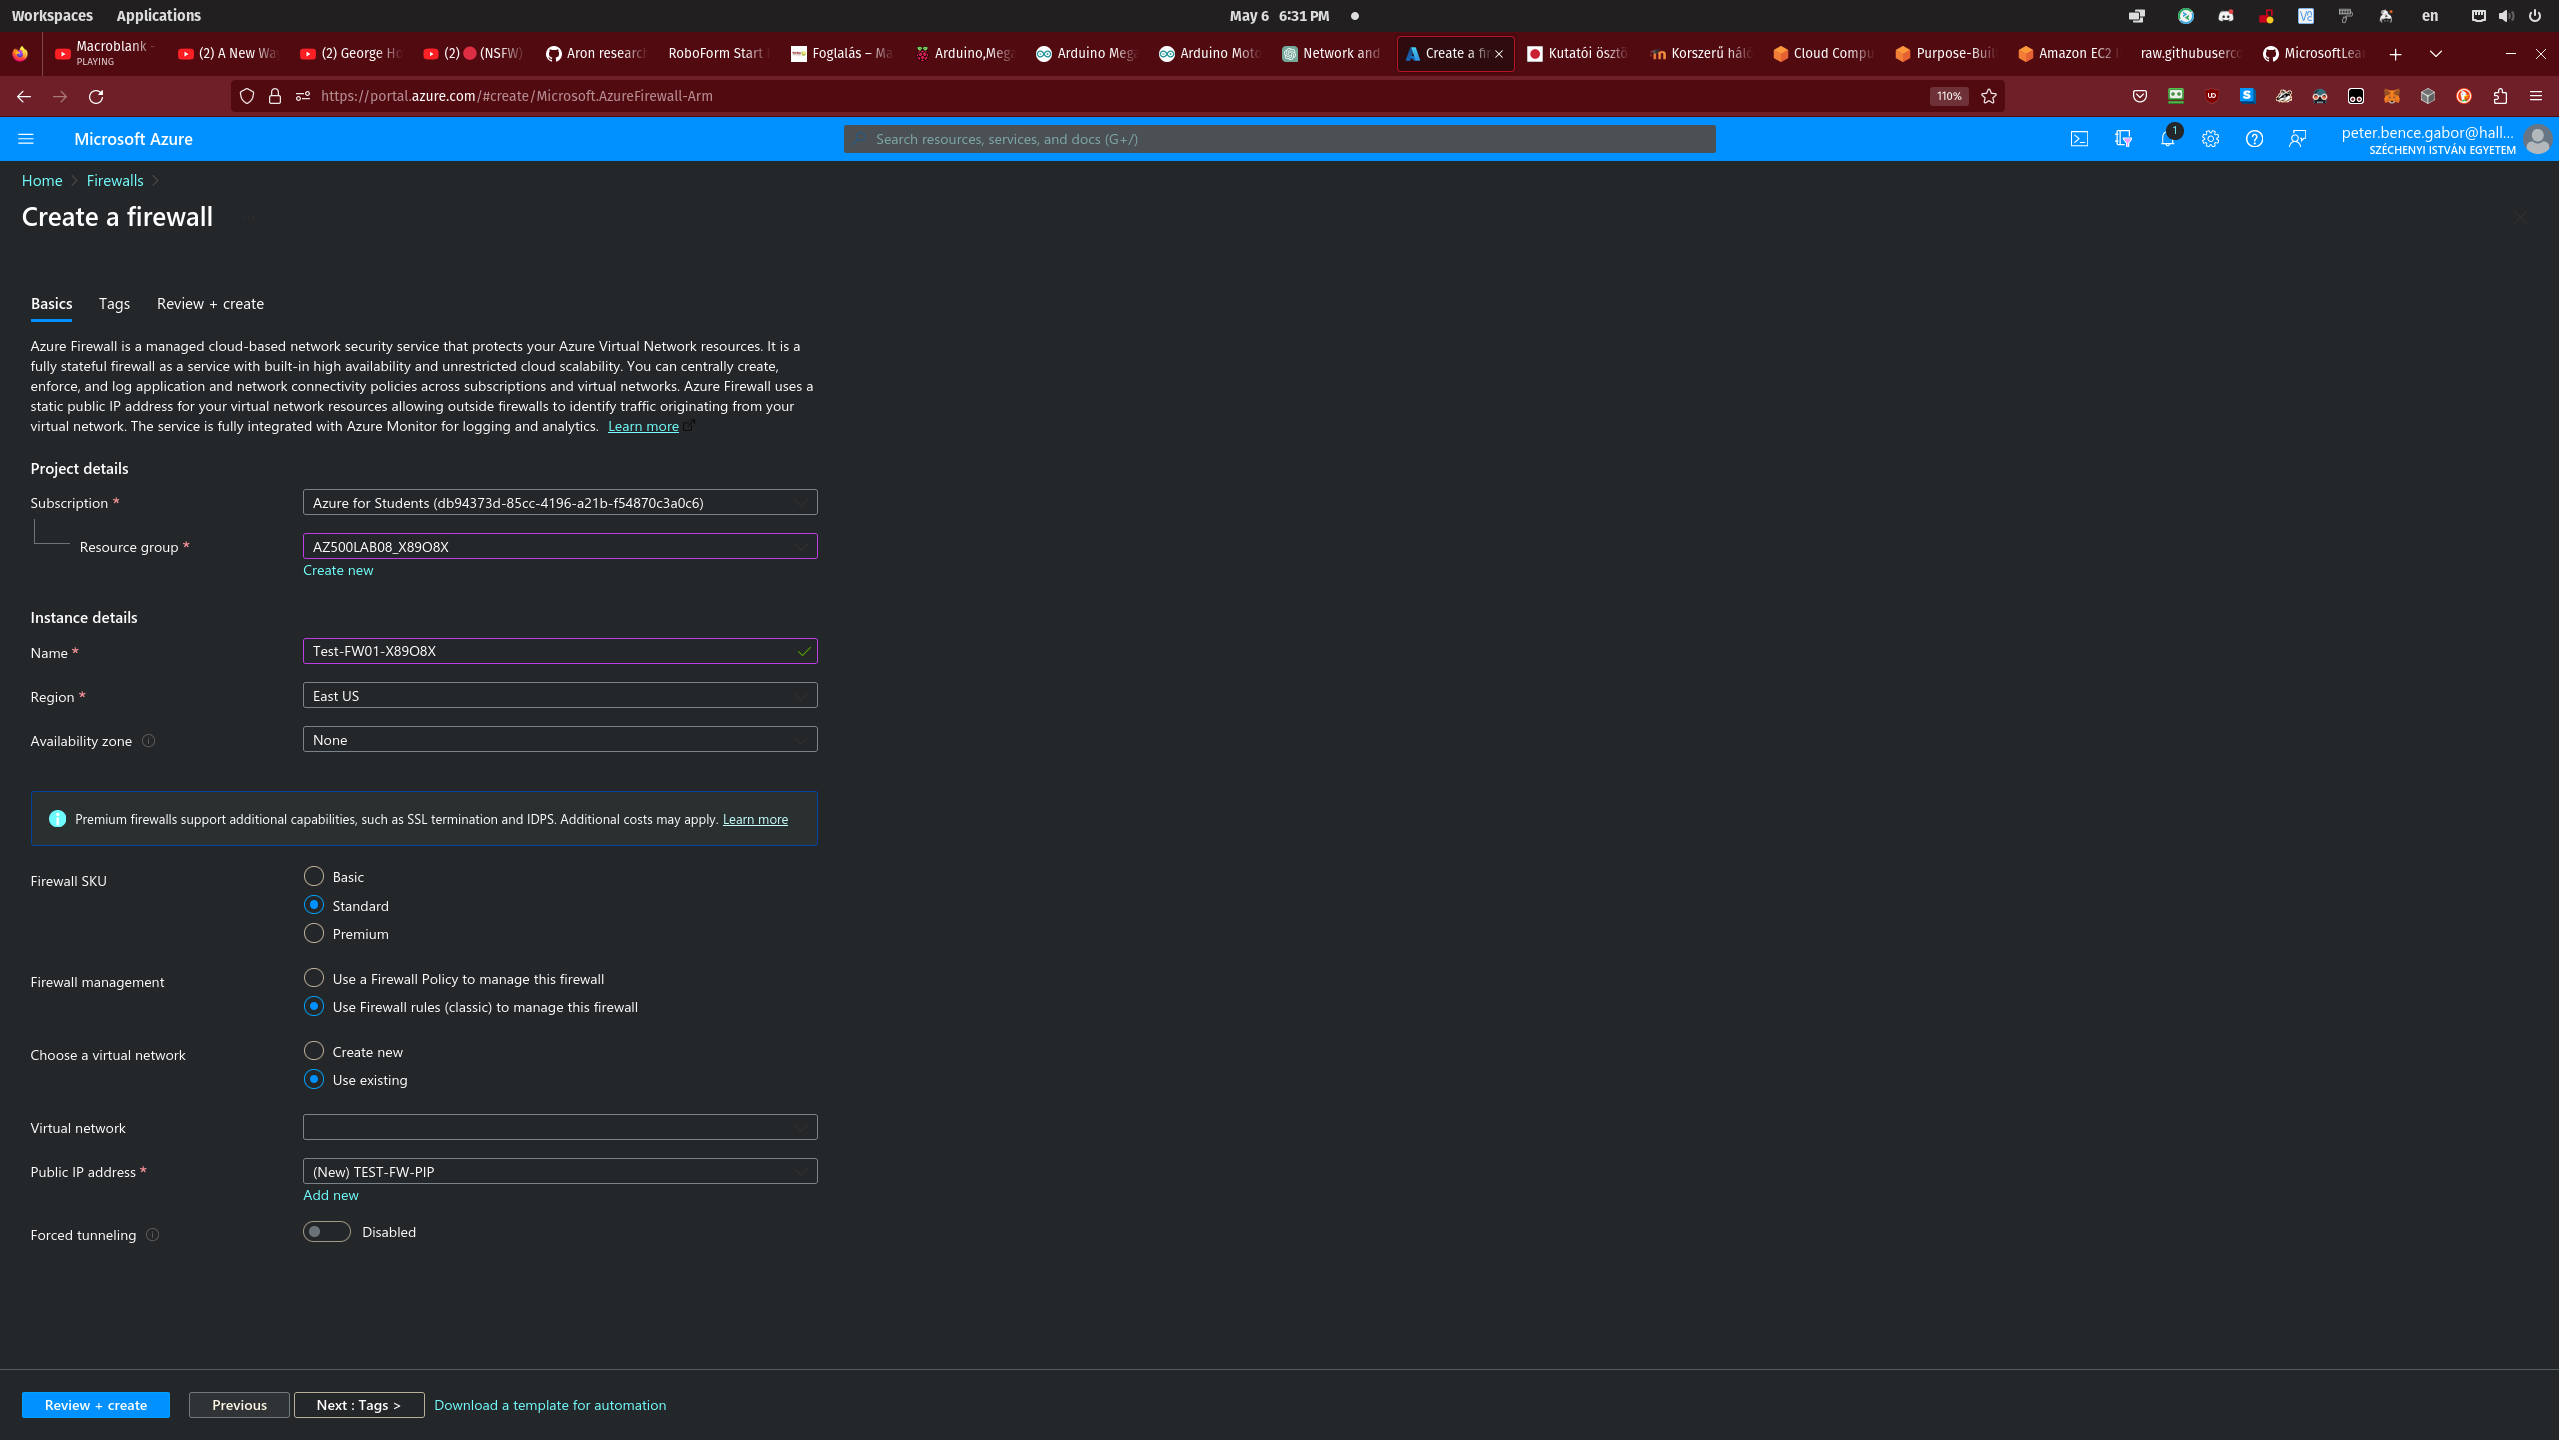 Workspaces Applications May 6 6:31 PM en
Macroblank -
PLAYING
(2) A New Wa
(2) George Ho
(2) (NSFW)
Aron research
RoboForm Start
Foglalás – Ma
Arduino,Mega
Arduino Mega
Arduino Moto
Network and
Create a fir
Kutatói ösztö
Korszerű háló
Cloud Compu
Purpose-Built
Amazon EC2
raw.githubuserco
MicrosoftLear
https://portal.azure.com/#create/Microsoft.AzureFirewall-Arm 110%
Microsoft Azure
Search resources, services, and docs (G+/)
1
peter.bence.gabor@hall...
SZÉCHENYI ISTVÁN EGYETEM
Home > Firewalls >
Create a firewall
Basics Tags Review + create
Azure Firewall is a managed cloud-based network security service that protects your Azure Virtual Network resources. It is a
fully stateful firewall as a service with built-in high availability and unrestricted cloud scalability. You can centrally create,
enforce, and log application and network connectivity policies across subscriptions and virtual networks. Azure Firewall uses a
static public IP address for your virtual network resources allowing outside firewalls to identify traffic originating from your
virtual network. The service is fully integrated with Azure Monitor for logging and analytics. Learn more
Project details
Subscription * Azure for Students (db94373d-85cc-4196-a21b-f54870c3a0c6)
Resource group * AZ500LAB08_X89O8X
Create new
Instance details
Name * Test-FW01-X89O8X
Region * East US
Availability zone None
Premium firewalls support additional capabilities, such as SSL termination and IDPS. Additional costs may apply. Learn more
Firewall SKU
Basic
Standard
Premium
Firewall management
Use a Firewall Policy to manage this firewall
Use Firewall rules (classic) to manage this firewall
Choose a virtual network
Create new
Use existing
Virtual network
Public IP address * (New) TEST-FW-PIP
Add new
Forced tunneling Disabled
Review + create Previous Next : Tags > Download a template for automation